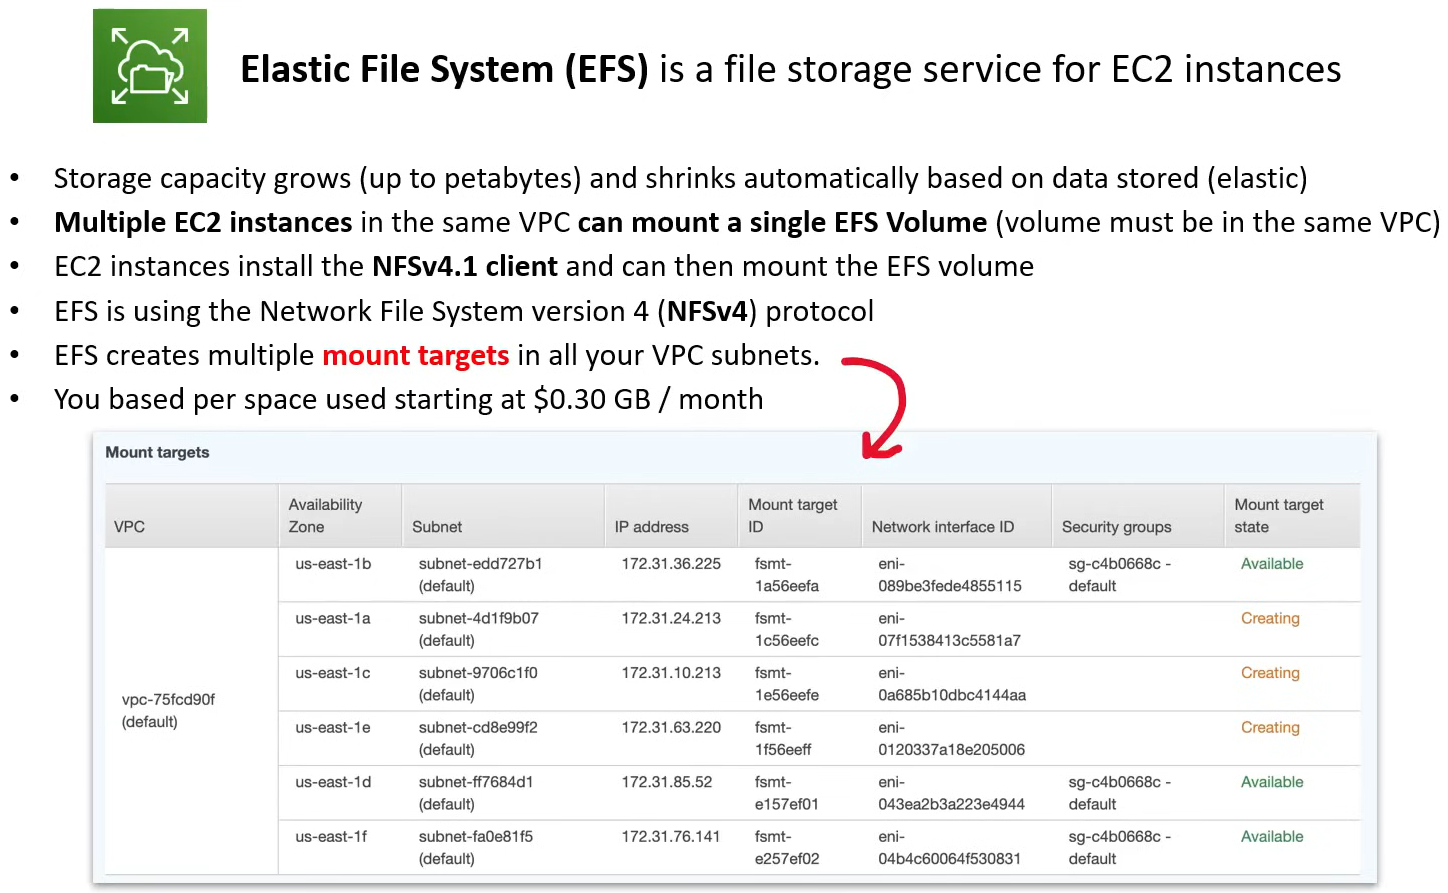 Elastic File System (EFS) is a file storage service for EC2 instances
• Storage capacity grows (up to petabytes) and shrinks automatically based on data stored (elastic)
• Multiple EC2 instances in the same VPC can mount a single EFS Volume (volume must be in the same VPC)
• EC2 instances install the NFSv4.1 client and can then mount the EFS volume
• EFS is using the Network File System version 4 (NFSv4) protocol
• EFS creates multiple mount targets in all your VPC subnets.
• You based per space used starting at $0.30 GB / month
Mount targets
VPC Availability Zone Subnet IP address Mount target ID Network interface ID Security groups Mount target state
vpc-75fcd90f (default)
us-east-1b subnet-edd727b1 (default) 172.31.36.225 fsmt-1a56eefa eni-089be3fede4855115 sg-c4b0668c - default Available
us-east-1a subnet-4d1f9b07 (default) 172.31.24.213 fsmt-1c56eefc eni-07f1538413c5581a7 Creating
us-east-1c subnet-9706c1f0 (default) 172.31.10.213 fsmt-1e56eefe eni-0a685b10dbc4144aa Creating
us-east-1e subnet-cd8e99f2 (default) 172.31.63.220 fsmt-1f56eeff eni-0120337a18e205006 Creating
us-east-1d subnet-ff7684d1 (default) 172.31.85.52 fsmt-e157ef01 eni-043ea2b3a223e4944 sg-c4b0668c - default Available
us-east-1f subnet-fa0e81f5 (default) 172.31.76.141 fsmt-e257ef02 eni-04b4c60064f530831 sg-c4b0668c - default Available